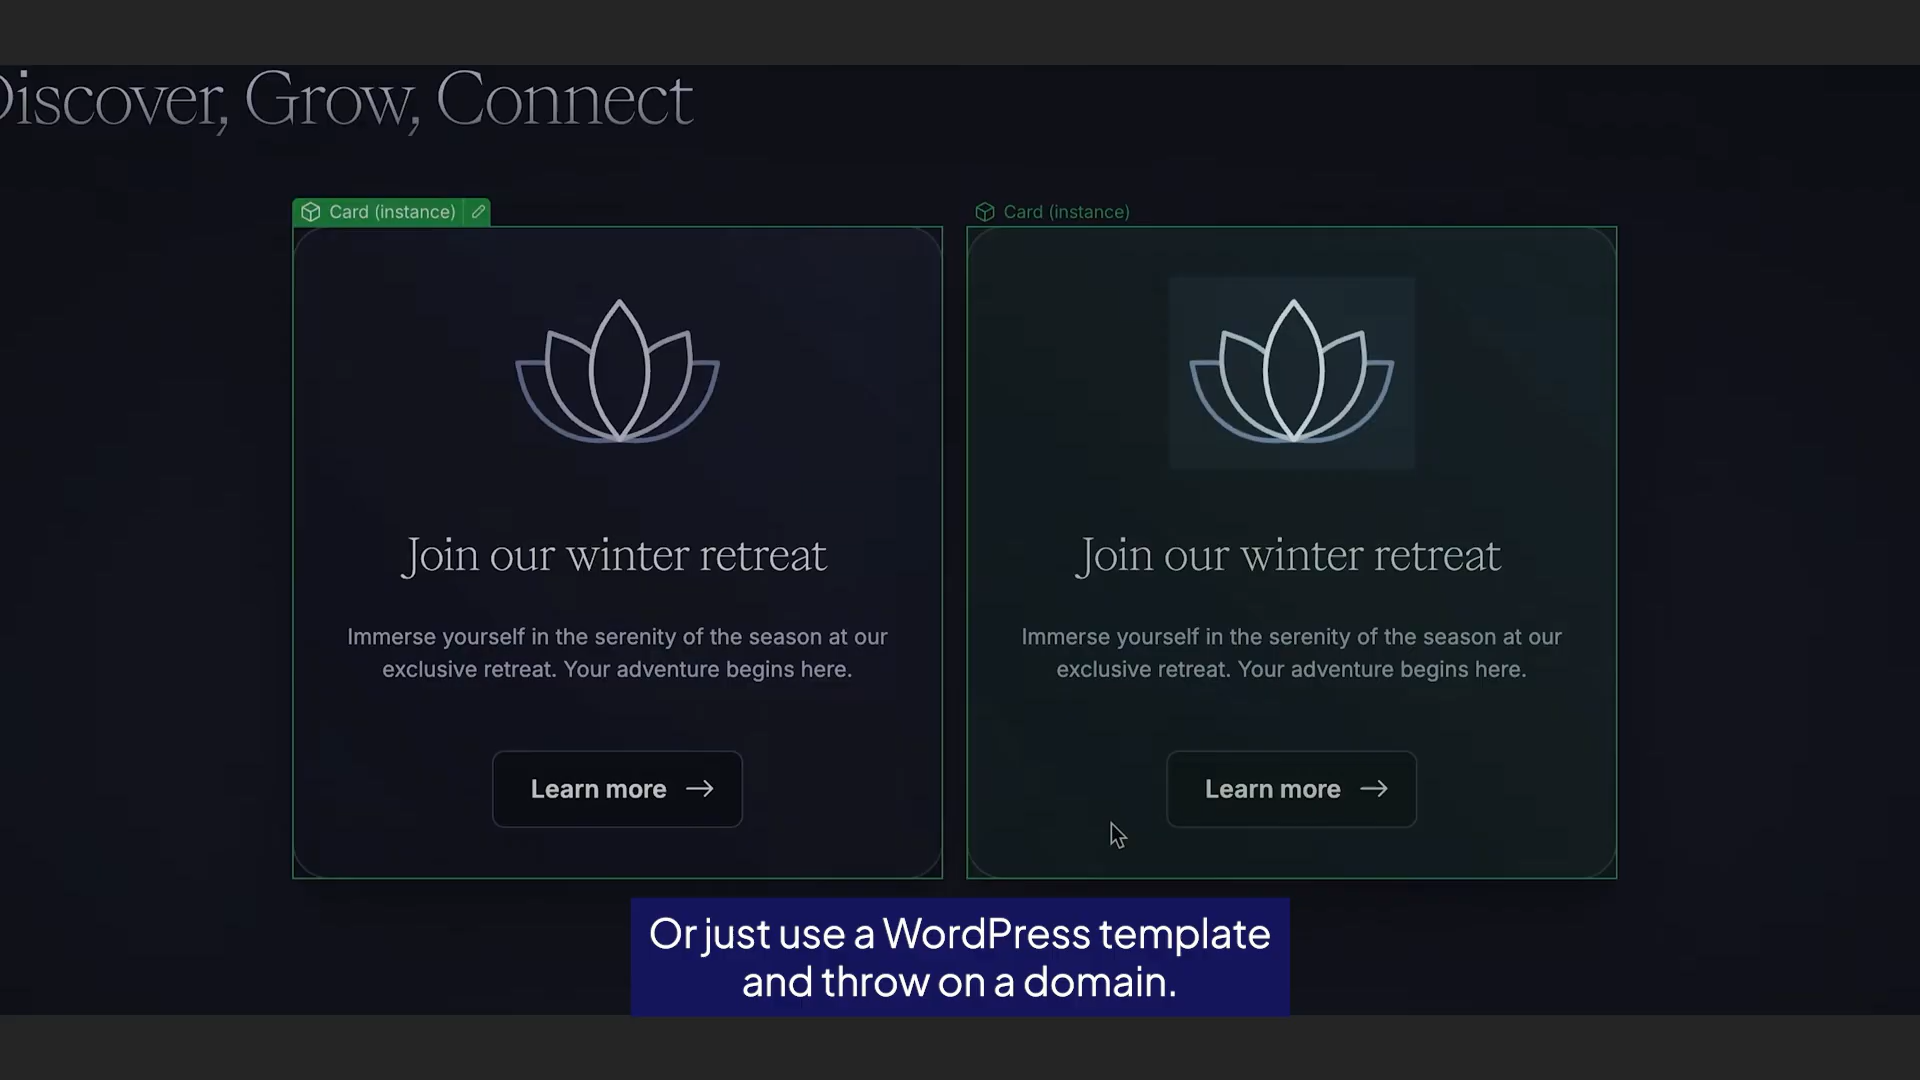 Discover, Grow, Connect
Card (instance)
Card (instance)
Join our winter retreat
Immerse yourself in the serenity of the season at our
exclusive retreat. Your adventure begins here.
Learn more →
Join our winter retreat
Immerse yourself in the serenity of the season at our
exclusive retreat. Your adventure begins here.
Learn more →
Or just use a WordPress template
and throw on a domain.